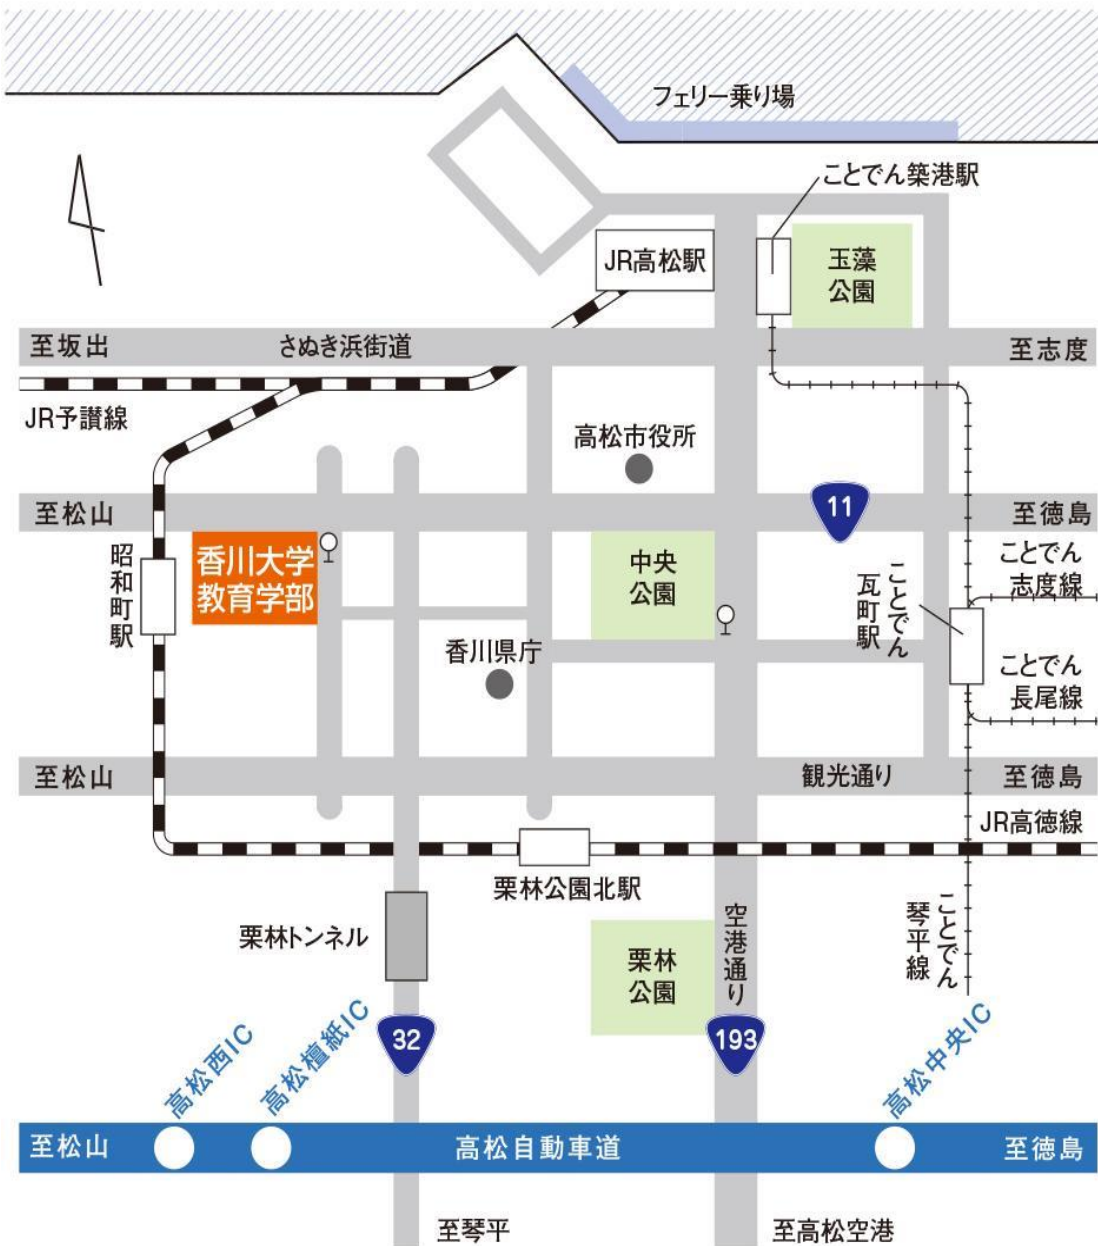 フェリー乗り場
ことでん築港駅
JR高松駅
玉藻
公園
至坂出
さぬき浜街道
至志度
JR予讃線
高松市役所
至松山
11
至徳島
昭和町駅
香川大学
教育学部
中央
公園
ことでん
瓦町駅
ことでん
志度線
香川県庁
ことでん
長尾線
至松山
観光通り
至徳島
JR高徳線
栗林公園北駅
栗林トンネル
栗林
公園
空港通り
ことでん
琴平線
高松西IC
高松檀紙IC
32
193
高松中央IC
至松山
高松自動車道
至徳島
至琴平
至高松空港